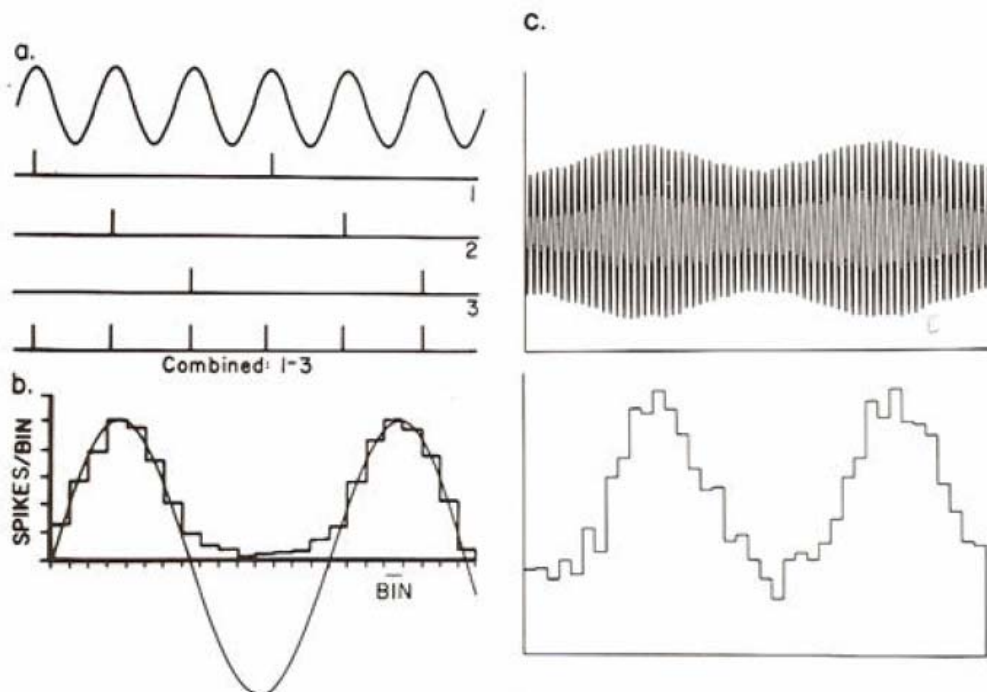 a.
1
2
3
Combined: 1-3
b.
SPIKES/BIN
BIN
c.